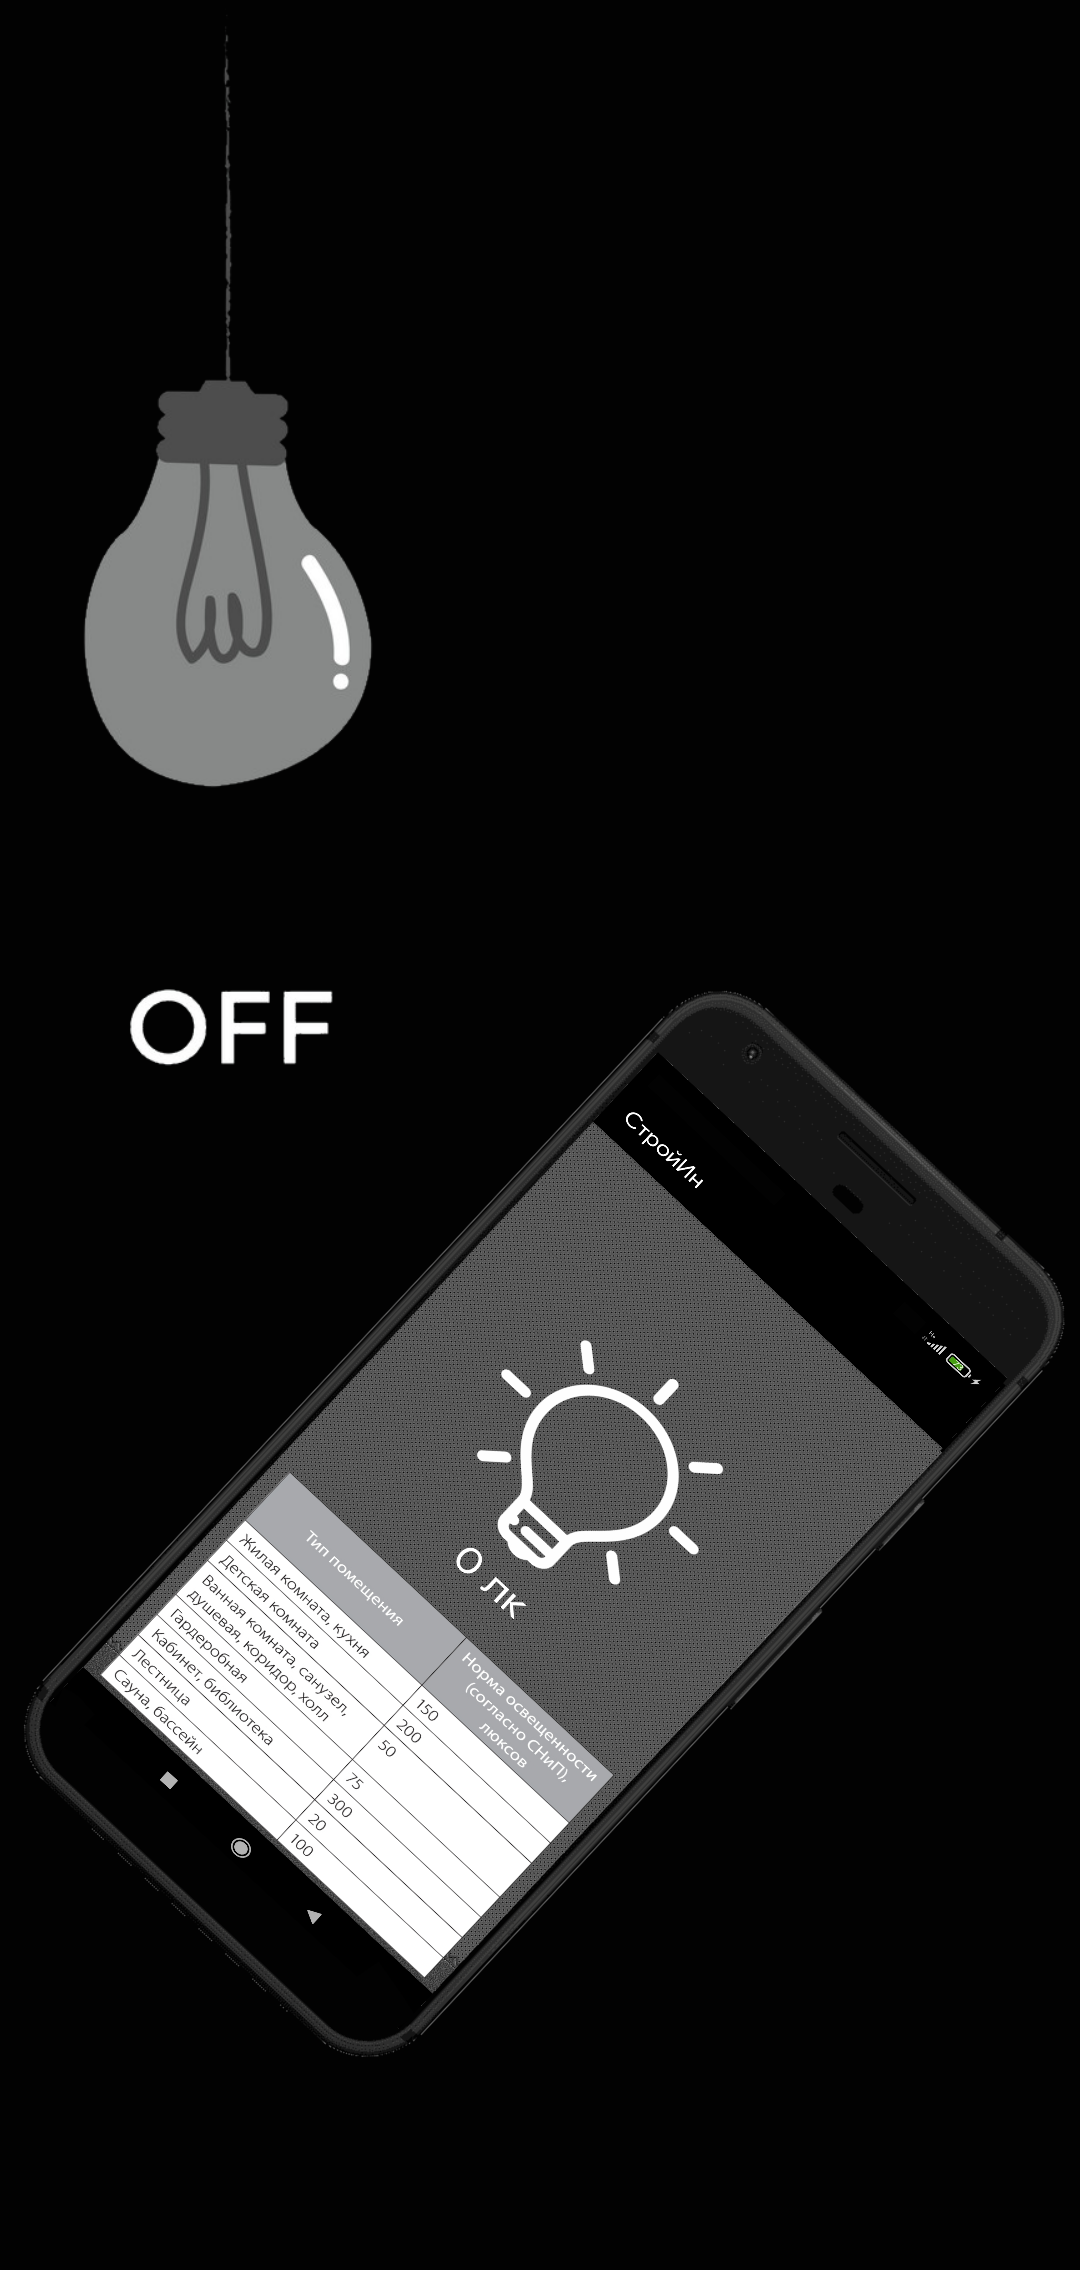 OFF
СтройИн
О ЛК
Тип помещения
Норма освещенности
(согласно СНиП),
люксов
Жилая комната, кухня
150
Детская комната
200
Ванная комната, санузел,
душевая, коридор, холл
50
Гардеробная
75
Кабинет, библиотека
300
Лестница
20
Сауна, бассейн
100